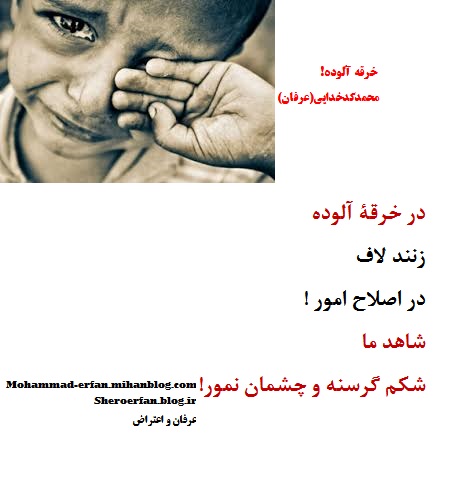 خرقه آلوده!
محمدکدخدایی(عرفان)
در خرقهٔ آلوده
زنند لاف
در اصلاح امور !
شاهد ما
شکم گرسنه و چشمان نمور!
Mohammad-erfan.mihanblog.com
Sheroerfan.blog.ir
عرفان و اعتراض